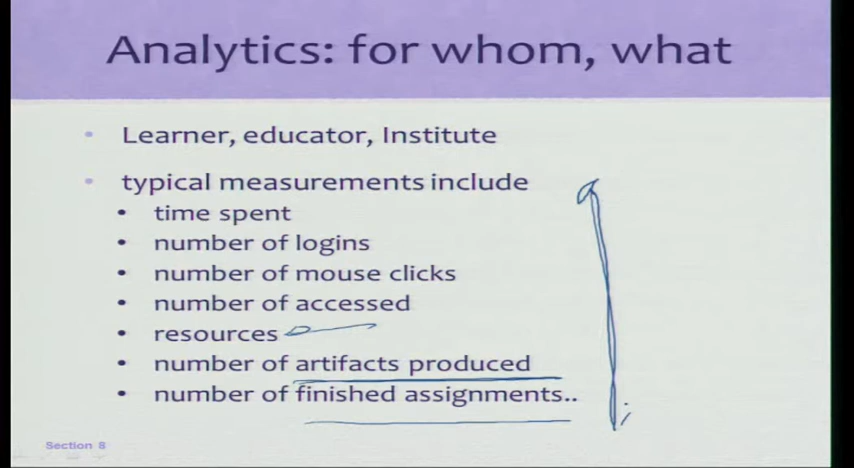 Analytics: for whom, what
• Learner, educator, Institute
• typical measurements include
• time spent
• number of logins
• number of mouse clicks
• number of accessed
• resources
• number of artifacts produced
• number of finished assignments..
Section 8